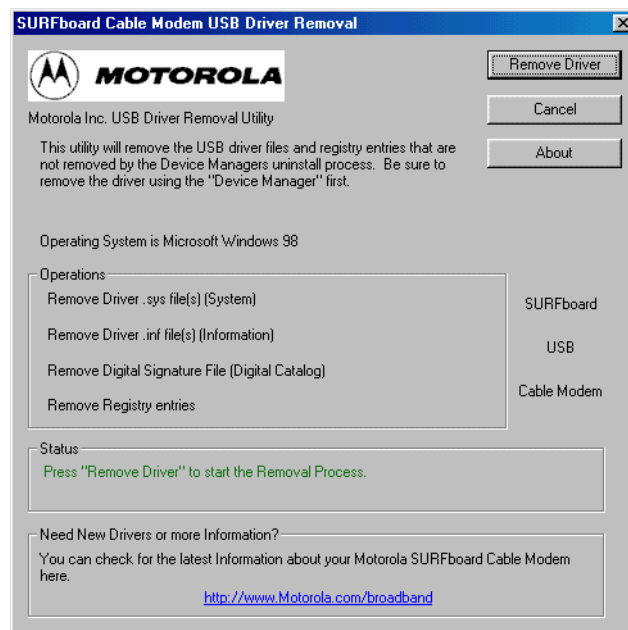 SURFboard Cable Modem USB Driver Removal
MOTOROLA
Remove Driver
Cancel
About
Motorola Inc. USB Driver Removal Utility
This utility will remove the USB driver files and registry entries that are
not removed by the Device Managers uninstall process. Be sure to
remove the driver using the "Device Manager" first.
Operating System is Microsoft Windows 98
Operations
Remove Driver .sys file(s) (System)
Remove Driver .inf file(s) (Information)
Remove Digital Signature File (Digital Catalog)
Remove Registry entries
SURFboard
USB
Cable Modem
Status
Press "Remove Driver" to start the Removal Process.
Need New Drivers or more Information?
You can check for the latest Information about your Motorola SURFboard Cable Modem
here.
http://www.Motorola.com/broadband